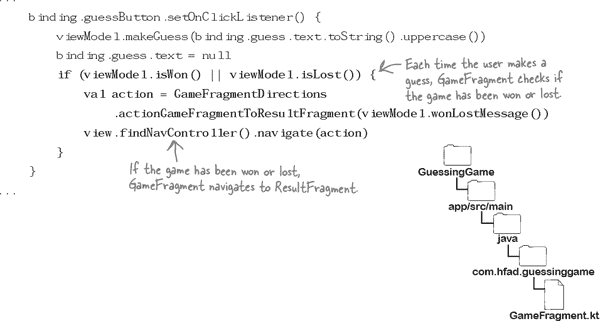 ...
binding.guessButton.setOnClickListener() {
viewModel.makeGuess(binding.guess.text.toString().uppercase())
binding.guess.text = null
if (viewModel.isWon() || viewModel.isLost()) {
val action = GameFragmentDirections
.actionGameFragmentToResultFragment(viewModel.wonLostMessage())
view.findNavController().navigate(action)
}
}
...
Each time the user makes a
guess, GameFragment checks if
the game has been won or lost.
If the game has been won or lost,
GameFragment navigates to ResultFragment.
GuessingGame
app/src/main
java
com.hfad.guessinggame
GameFragment.kt